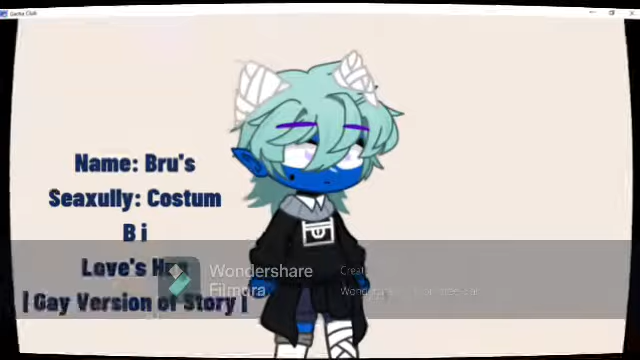 Gacha Club
Name: Bru's
Seaxully: Costum
B i
Love's
| Gay Version of Story |
Wondershare
Filmora